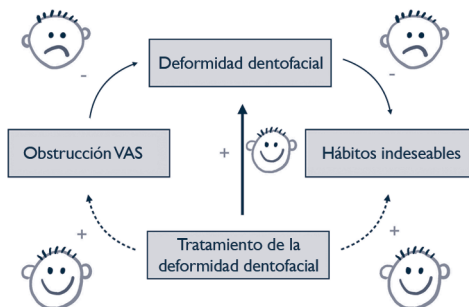 -
-
Deformidad dentofacial
Obstrucción VAS
+
Hábitos indeseables
+
+
Tratamiento de la
deformidad dentofacial